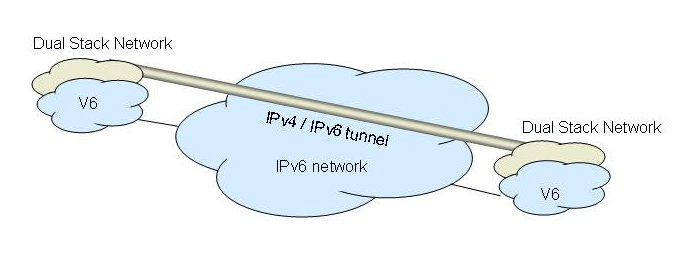 Dual Stack Network
V6
IPv4 / IPv6 tunnel
IPv6 network
Dual Stack Network
V6